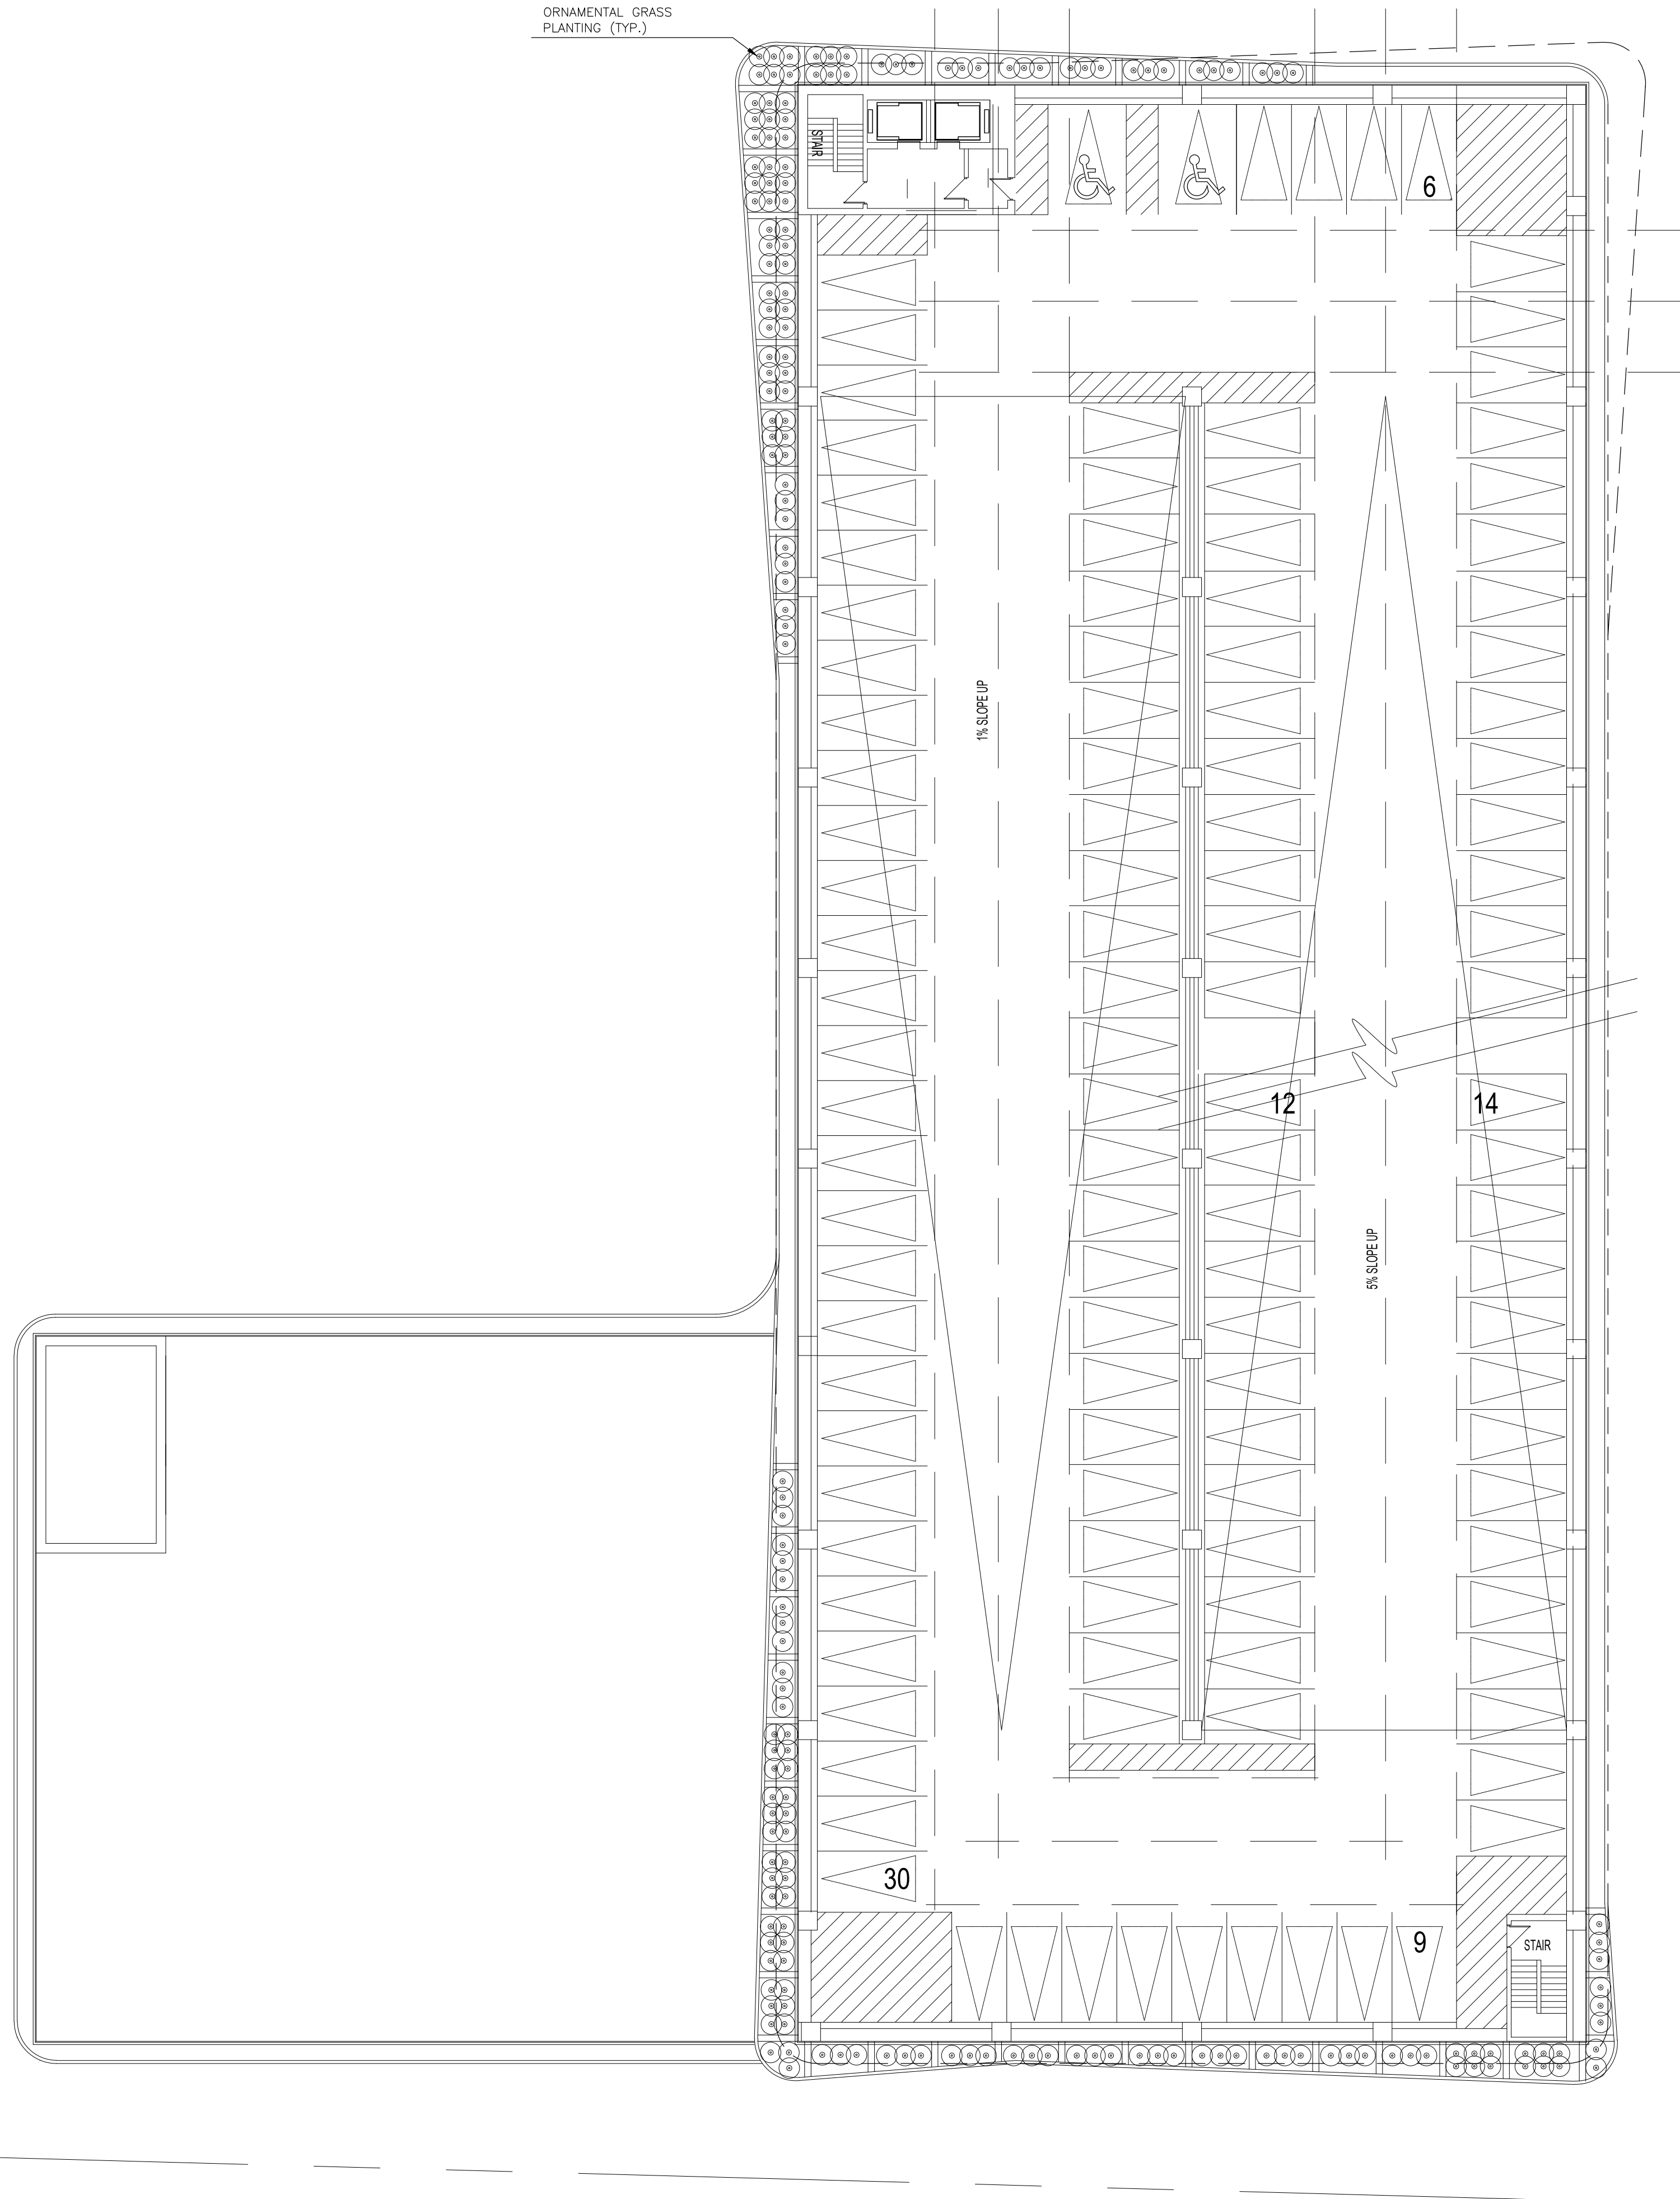 ORNAMENTAL GRASS
PLANTING (TYP.)
STAIR
6
1% SLOPE UP
12
14
5% SLOPE UP
30
9
STAIR